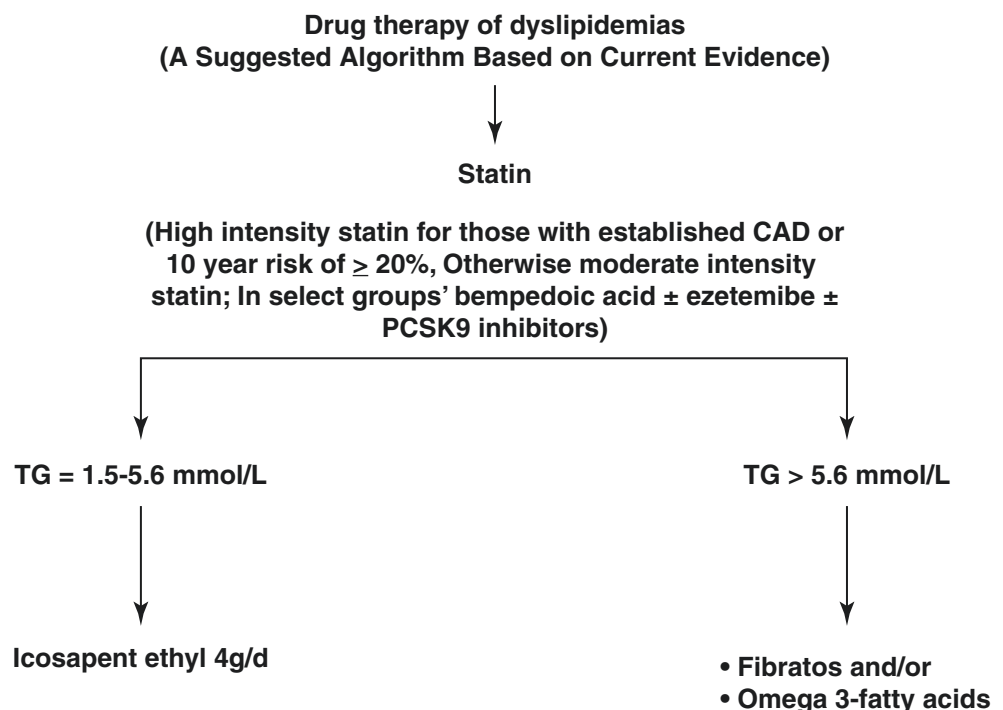 Drug therapy of dyslipidemias
(A Suggested Algorithm Based on Current Evidence)
Statin
(High intensity statin for those with established CAD or
10 year risk of ≥ 20%, Otherwise moderate intensity
statin; In select groups’ bempedoic acid ± ezetemibe ±
PCSK9 inhibitors)
TG = 1.5-5.6 mmol/L
TG > 5.6 mmol/L
Icosapent ethyl 4g/d
• Fibratos and/or
• Omega 3-fatty acids